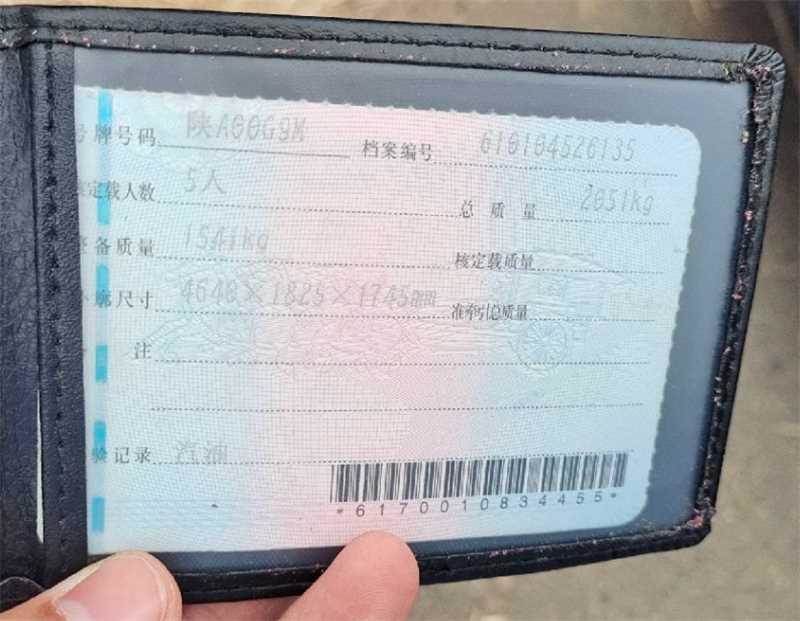 号牌号码 陕A00G9M 档案编号 610104526135
定载人数 5人 总质量 2051kg
备质量 1541kg 核定载质量
廓尺寸 4648×1825×1745mm 准牵引总质量
注
验记录 汽油
*6170010834455*